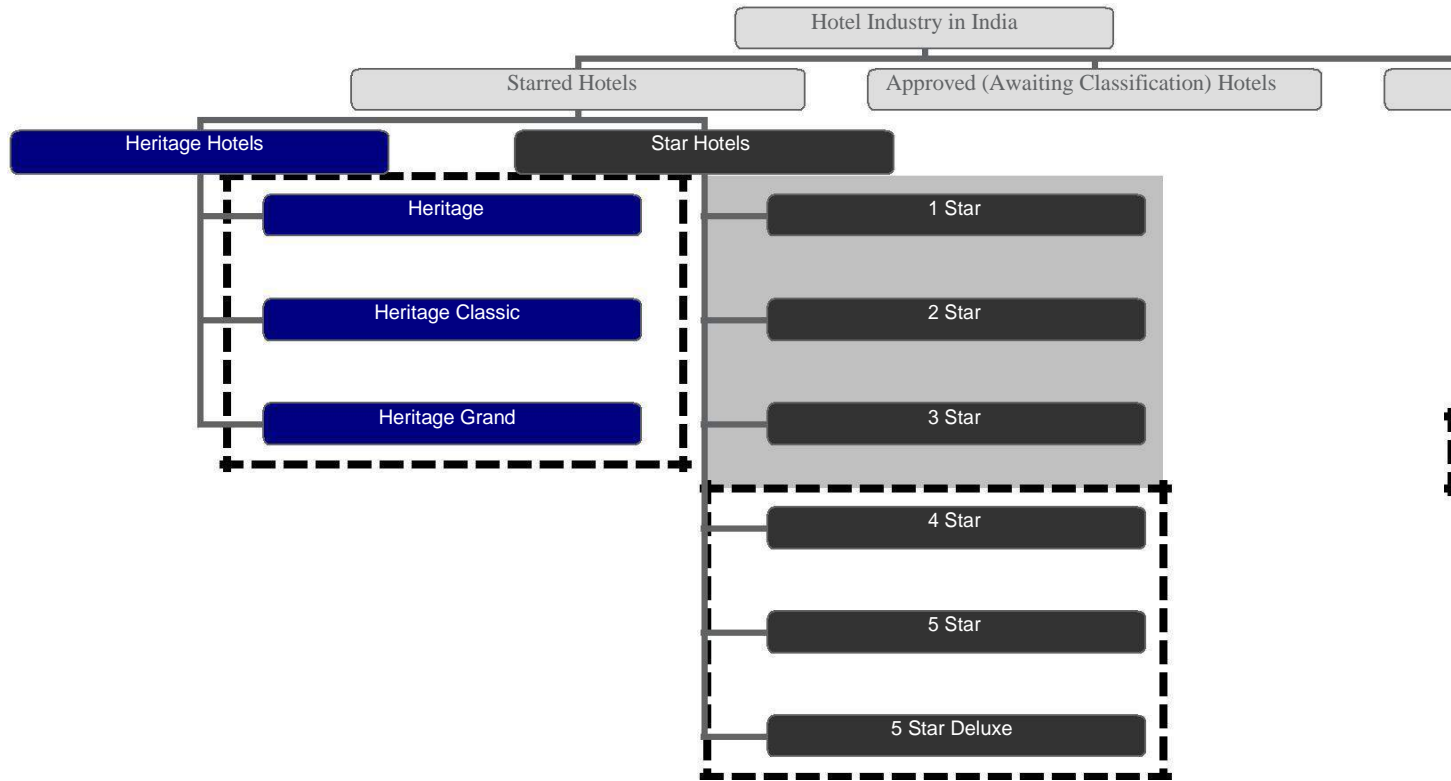 Hotel Industry in India
Starred Hotels
Approved (Awaiting Classification) Hotels
Heritage Hotels
Star Hotels
Heritage
1 Star
Heritage Classic
2 Star
Heritage Grand
3 Star
4 Star
5 Star
5 Star Deluxe